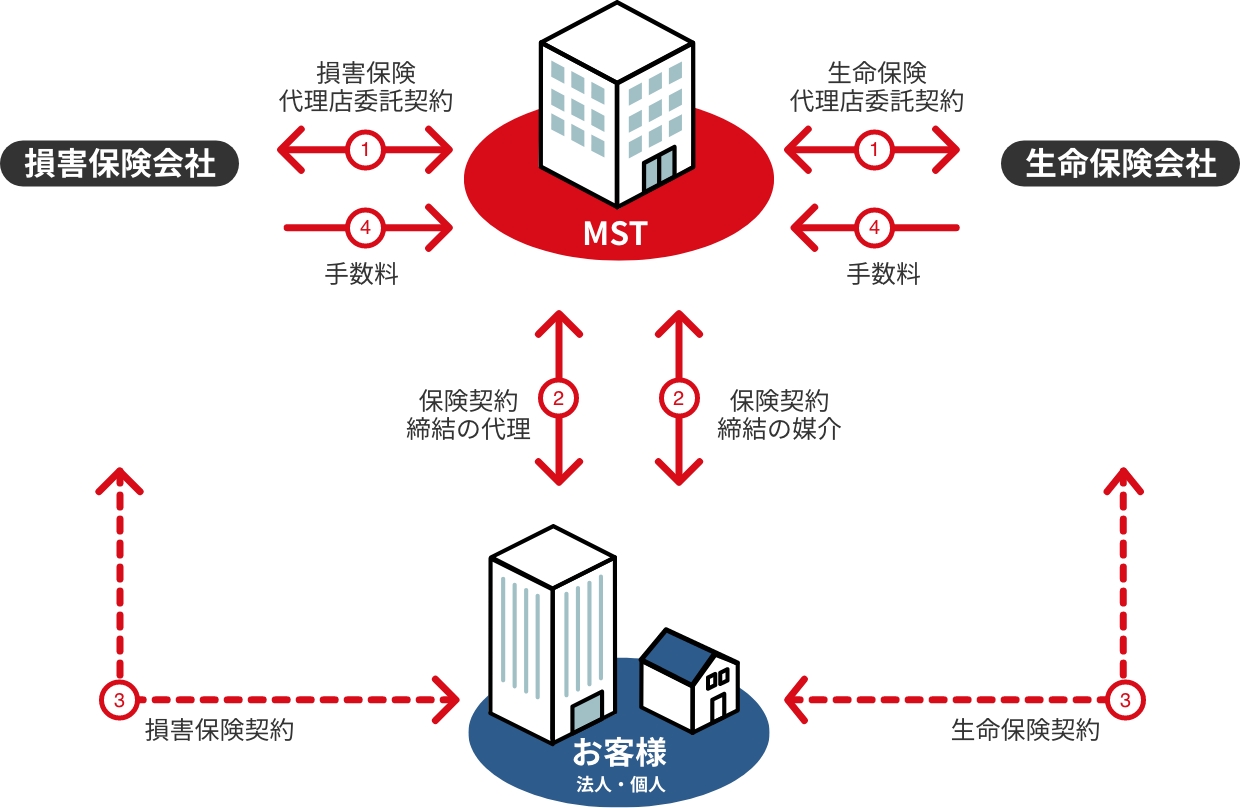 損害保険
代理店委託契約
生命保険
代理店委託契約
1
1
損害保険会社
生命保険会社
4
4
MST
手数料
手数料
2
2
保険契約
締結の代理
保険契約
締結の媒介
3
3
損害保険契約
生命保険契約
お客様
法人・個人